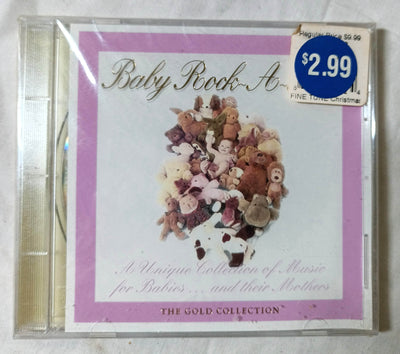 Baby Rock-A-
Regular Price $9.99
$2.99
FINE TUNE Christmas
A Unique Collection of Music
for Babies... and their Mothers
THE GOLD COLLECTION